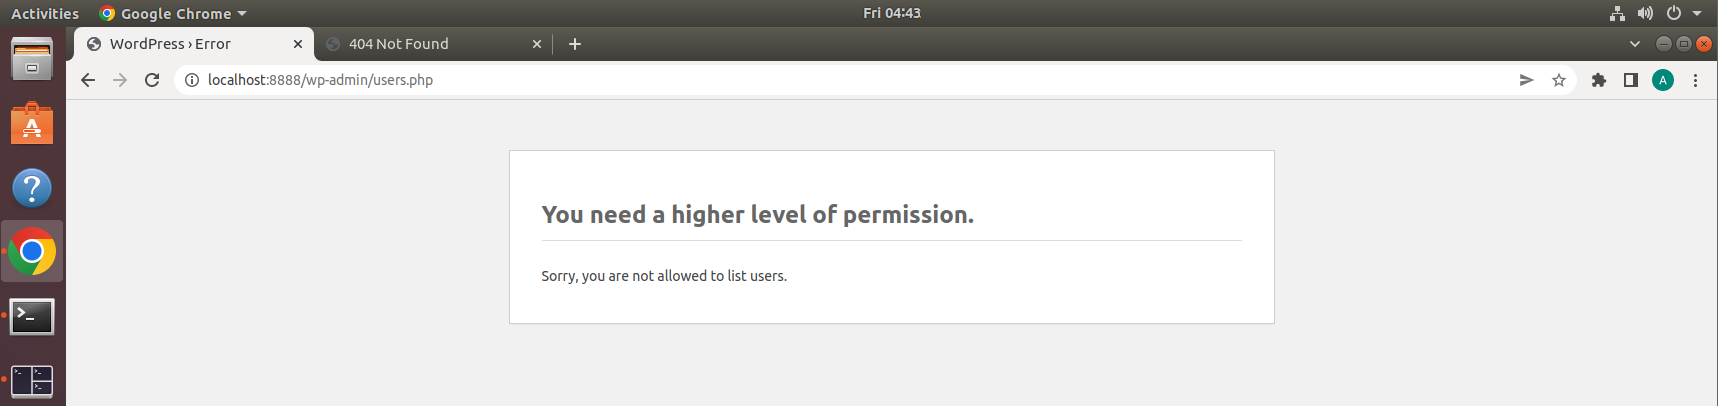 Activities Google Chrome Fri 04:43
WordPress › Error 404 Not Found
localhost:8888/wp-admin/users.php A
You need a higher level of permission.
Sorry, you are not allowed to list users.